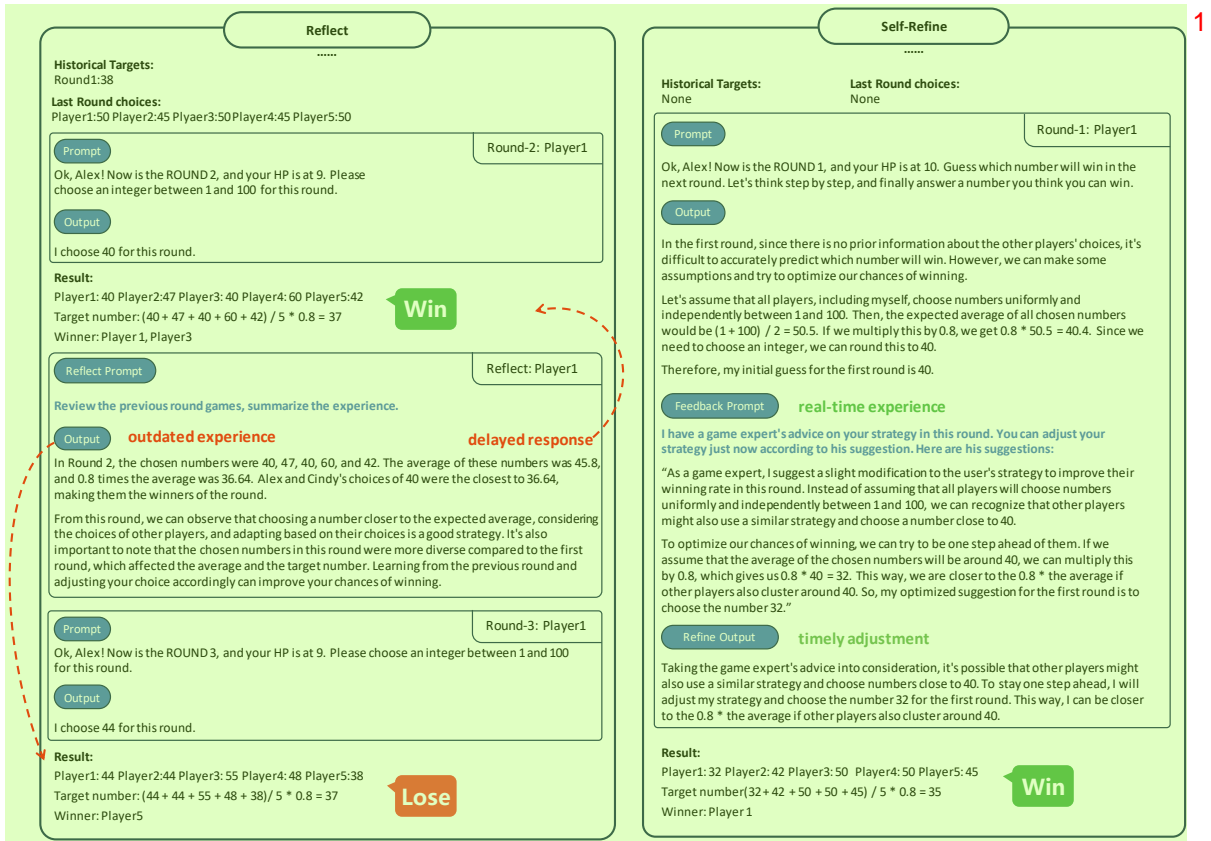 1
Reflect
......
Historical Targets:
Round1:38
Last Round choices:
Player1:50 Player2:45 Plyaer3:50 Player4:45 Player5:50
Prompt
Round-2: Player1
Ok, Alex! Now is the ROUND 2, and your HP is at 9. Please
choose an integer between 1 and 100 for this round.
Output
I choose 40 for this round.
Result:
Player1: 40 Player2:47 Player3: 40 Player4: 60 Player5:42
Target number: (40 + 47 + 40 + 60 + 42) / 5 * 0.8 = 37
Winner: Player 1, Player3
Win
Reflect Prompt
Reflect: Player1
Review the previous round games, summarize the experience.
Output
outdated experience
delayed response
In Round 2, the chosen numbers were 40, 47, 40, 60, and 42. The average of these numbers was 45.8,
and 0.8 times the average was 36.64. Alex and Cindy's choices of 40 were the closest to 36.64,
making them the winners of the round.
From this round, we can observe that choosing a number closer to the expected average, considering
the choices of other players, and adapting based on their choices is a good strategy. It's also
important to note that the chosen numbers in this round were more diverse compared to the first
round, which affected the average and the target number. Learning from the previous round and
adjusting your choice accordingly can improve your chances of winning.
Prompt
Round-3: Player1
Ok, Alex! Now is the ROUND 3, and your HP is at 9. Please choose an integer between 1 and 100
for this round.
Output
I choose 44 for this round.
Result:
Player1: 44 Player2:44 Player3: 55 Player4: 48 Player5:38
Target number: (44 + 44 + 55 + 48 + 38)/ 5 * 0.8 = 37
Winner: Player5
Lose
Self-Refine
......
Historical Targets:
None
Last Round choices:
None
Prompt
Round-1: Player1
Ok, Alex! Now is the ROUND 1, and your HP is at 10. Guess which number will win in the
next round. Let's think step by step, and finally answer a number you think you can win.
Output
In the first round, since there is no prior information about the other players' choices, it's
difficult to accurately predict which number will win. However, we can make some
assumptions and try to optimize our chances of winning.
Let's assume that all players, including myself, choose numbers uniformly and
independently between 1 and 100. Then, the expected average of all chosen numbers
would be (1 + 100) / 2 = 50.5. If we multiply this by 0.8, we get 0.8 * 50.5 = 40.4. Since we
need to choose an integer, we can round this to 40.
Therefore, my initial guess for the first round is 40.
Feedback Prompt
real-time experience
I have a game expert's advice on your strategy in this round. You can adjust your
strategy just now according to his suggestion. Here are his suggestions:
“As a game expert, I suggest a slight modification to the user's strategy to improve their
winning rate in this round. Instead of assuming that all players will choose numbers
uniformly and independently between 1 and 100, we can recognize that other players
might also use a similar strategy and choose a number close to 40.
To optimize our chances of winning, we can try to be one step ahead of them. If we
assume that the average of the chosen numbers will be around 40, we can multiply this
by 0.8, which gives us 0.8 * 40 = 32. This way, we are closer to the 0.8 * the average if
other players also cluster around 40. So, my optimized suggestion for the first round is to
choose the number 32.”
Refine Output
timely adjustment
Taking the game expert's advice into consideration, it's possible that other players might
also use a similar strategy and choose numbers close to 40. To stay one step ahead, I will
adjust my strategy and choose the number 32 for the first round. This way, I can be closer
to the 0.8 * the average if other players also cluster around 40.
Result:
Player1: 32 Player2: 42 Player3: 50 Player4: 50 Player5: 45
Target number(32 + 42 + 50 + 50 + 45) / 5 * 0.8 = 35
Winner: Player 1
Win